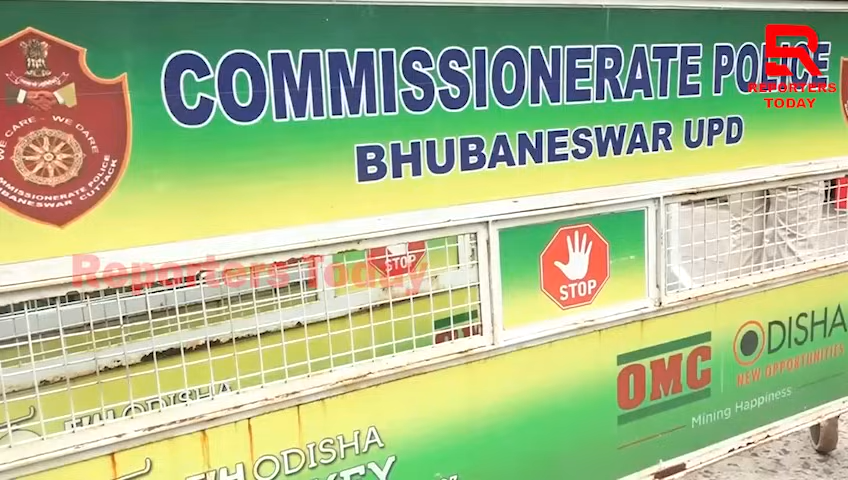 COMMISSIONERATE POLICE
BHUBANESWAR UPD
REPORTERS
TODAY
WE CARE - WE DARE
COMMISSIONERATE POLICE
BHUBANESWAR CUTTACK
Reporters Today
STOP
STOP
OMC
ODISHA
NEW OPPORTUNITIES
Mining Happiness
ODISHA
ODISHA